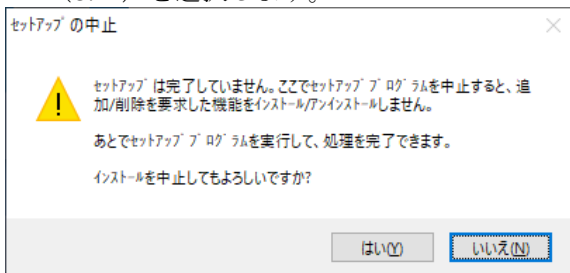 セットアップの中止
セットアップは完了していません。ここでセットアップ プログラムを中止すると、追
加/削除を要求した機能をインストール/アンインストールしません。
あとでセットアップ プログラムを実行して、処理を完了できます。
インストールを中止してもよろしいですか?
はい(Y)
いいえ(N)